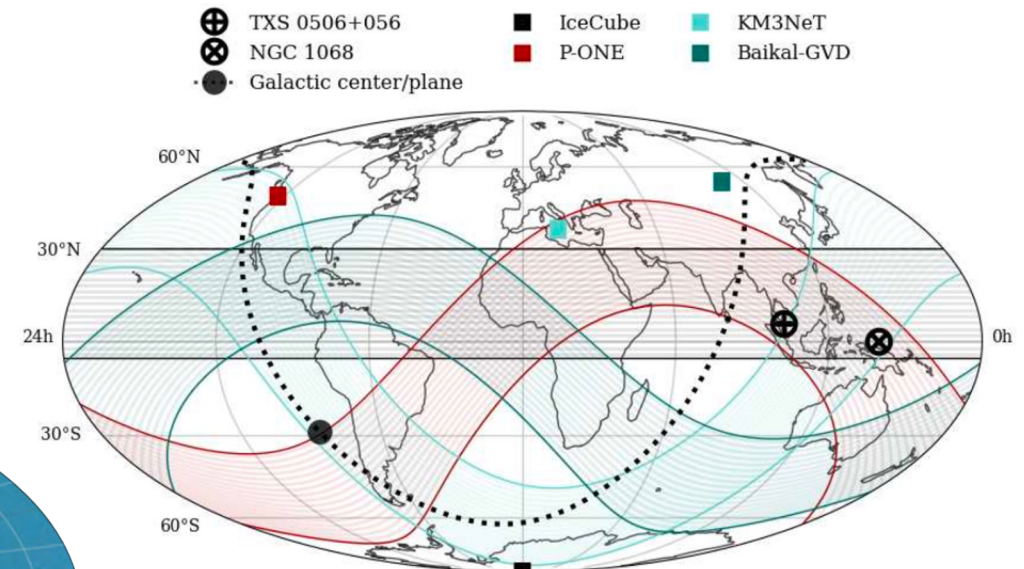 TXS 0506+056
NGC 1068
Galactic center/plane
IceCube
P-ONE
KM3NeT
Baikal-GVD
60°N
30°N
24h
0h
30°S
60°S